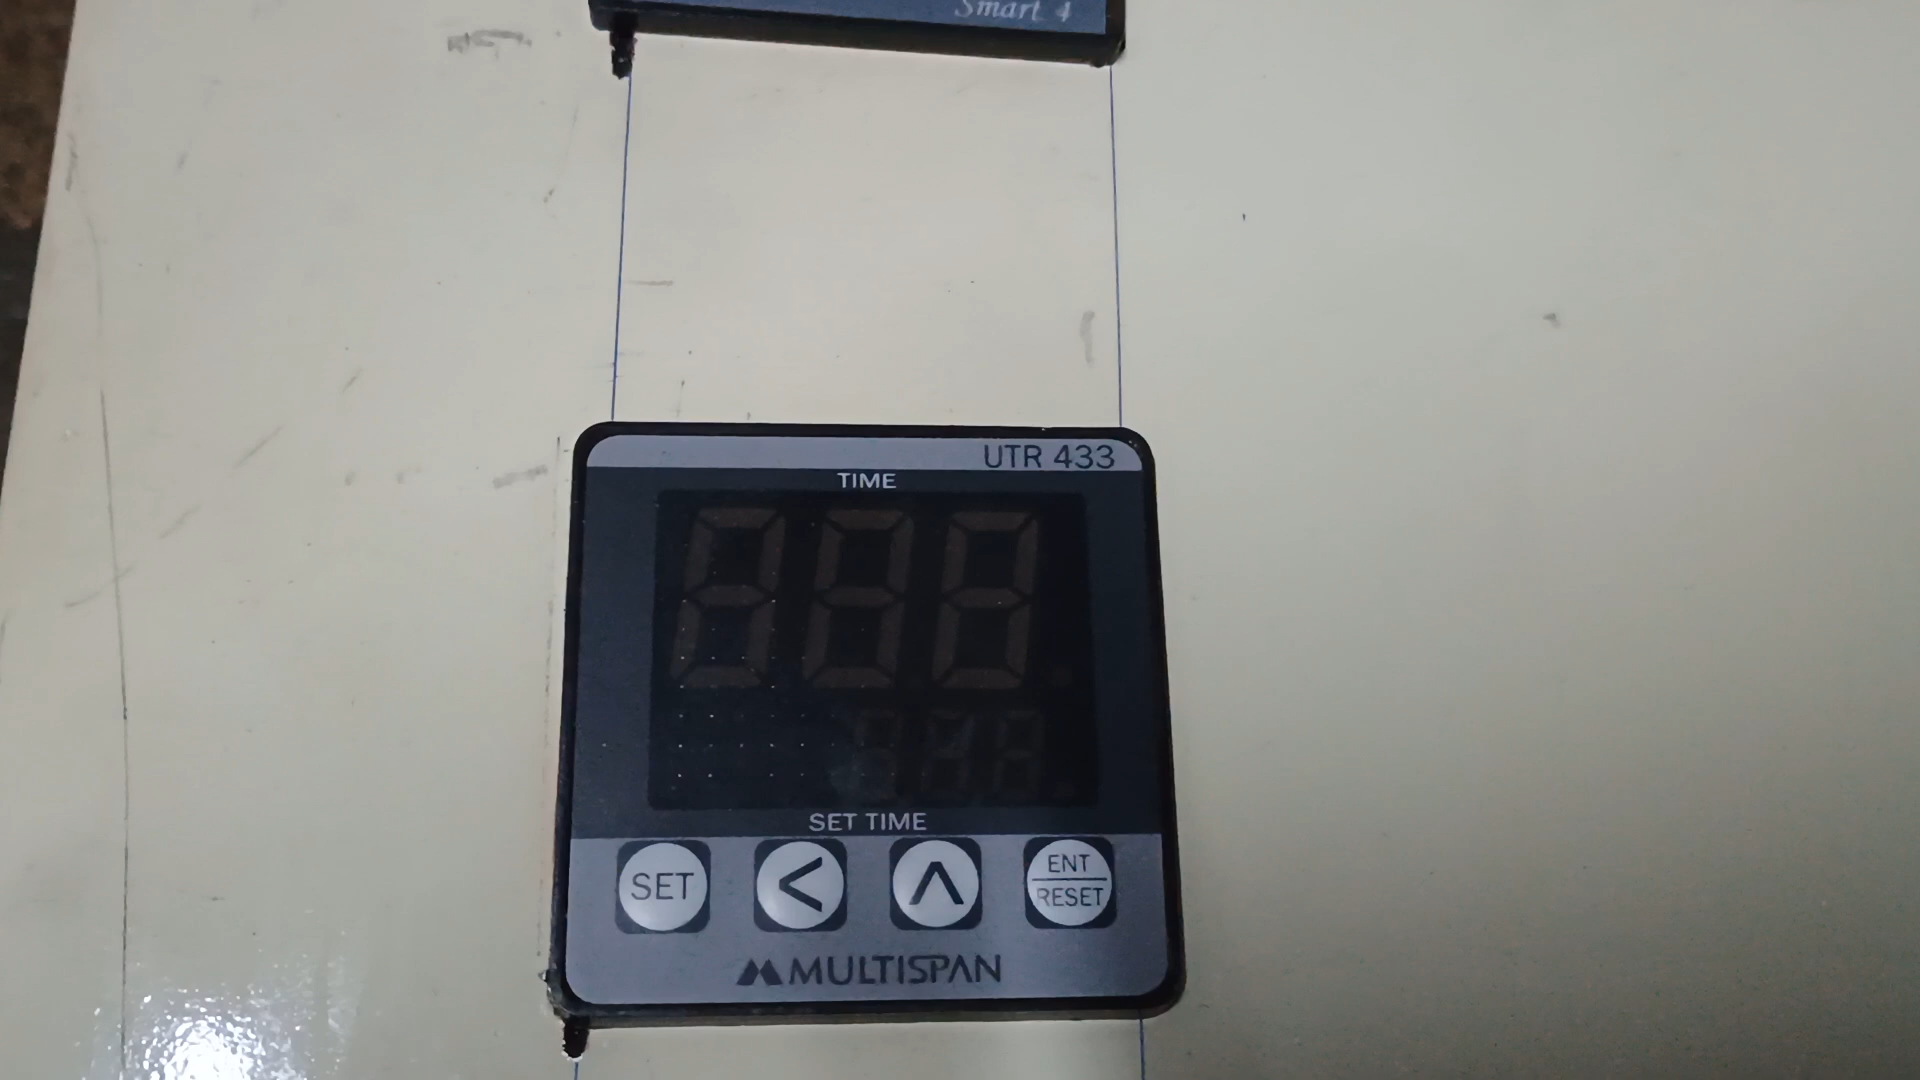 Smart 4
UTR 433
TIME
SET TIME
SET
<
ENT
RESET
MULTISPAN